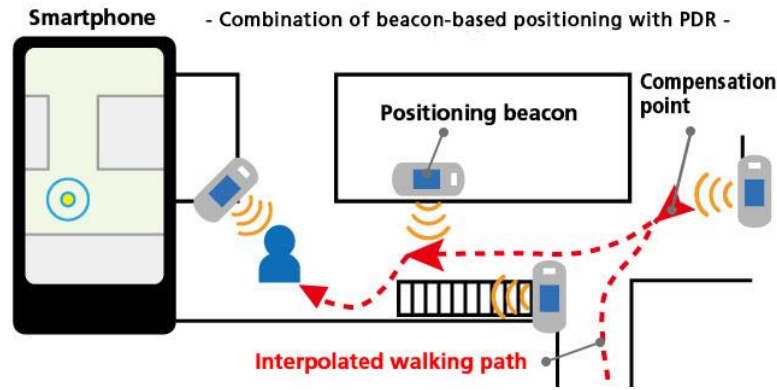 Smartphone
- Combination of beacon-based positioning with PDR -
Compensation
point
Positioning beacon
Interpolated walking path